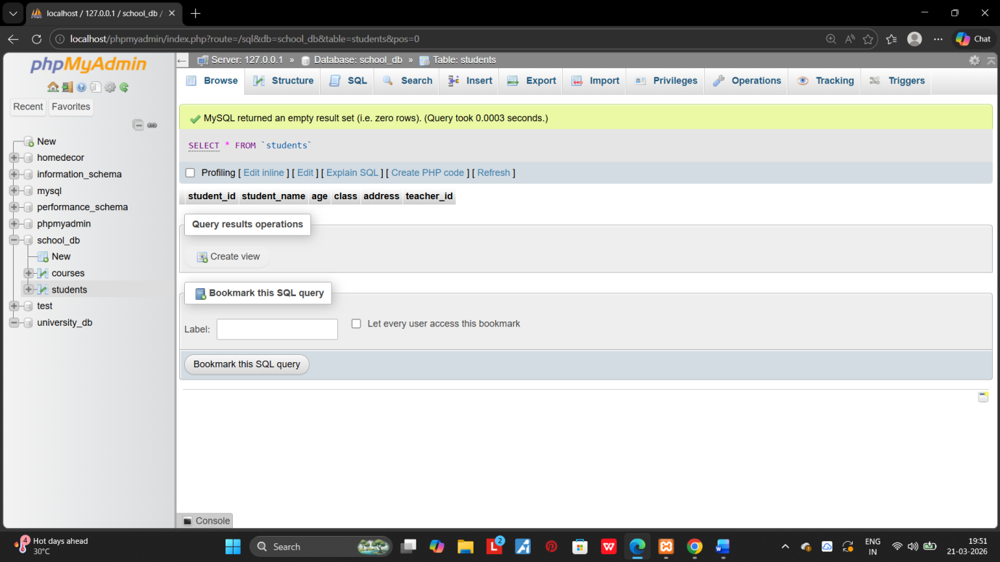 localhost / 127.0.0.1 / school_db /
localhost/phpmyadmin/index.php?route=/sql&db=school_db&table=students&pos=0
Chat
phpMyAdmin
Server: 127.0.0.1 » Database: school_db » Table: students
Browse Structure SQL Search Insert Export Import Privileges Operations Tracking Triggers
Recent Favorites
New
homedecor
information_schema
mysql
performance_schema
phpmyadmin
school_db
New
courses
students
test
university_db
MySQL returned an empty result set (i.e. zero rows). (Query took 0.0003 seconds.)
SELECT * FROM `students`
Profiling [ Edit inline ] [ Edit ] [ Explain SQL ] [ Create PHP code ] [ Refresh ]
student_id student_name age class address teacher_id
Query results operations
Create view
Bookmark this SQL query
Label:
Let every user access this bookmark
Bookmark this SQL query
Console
4
Hot days ahead
30°C
Search
2
ENG
IN
19:51
21-03-2026